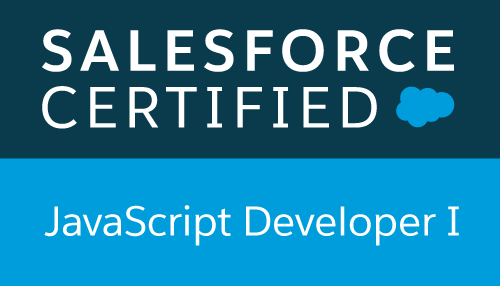 SALESFORCE
CERTIFIED
JavaScript Developer I